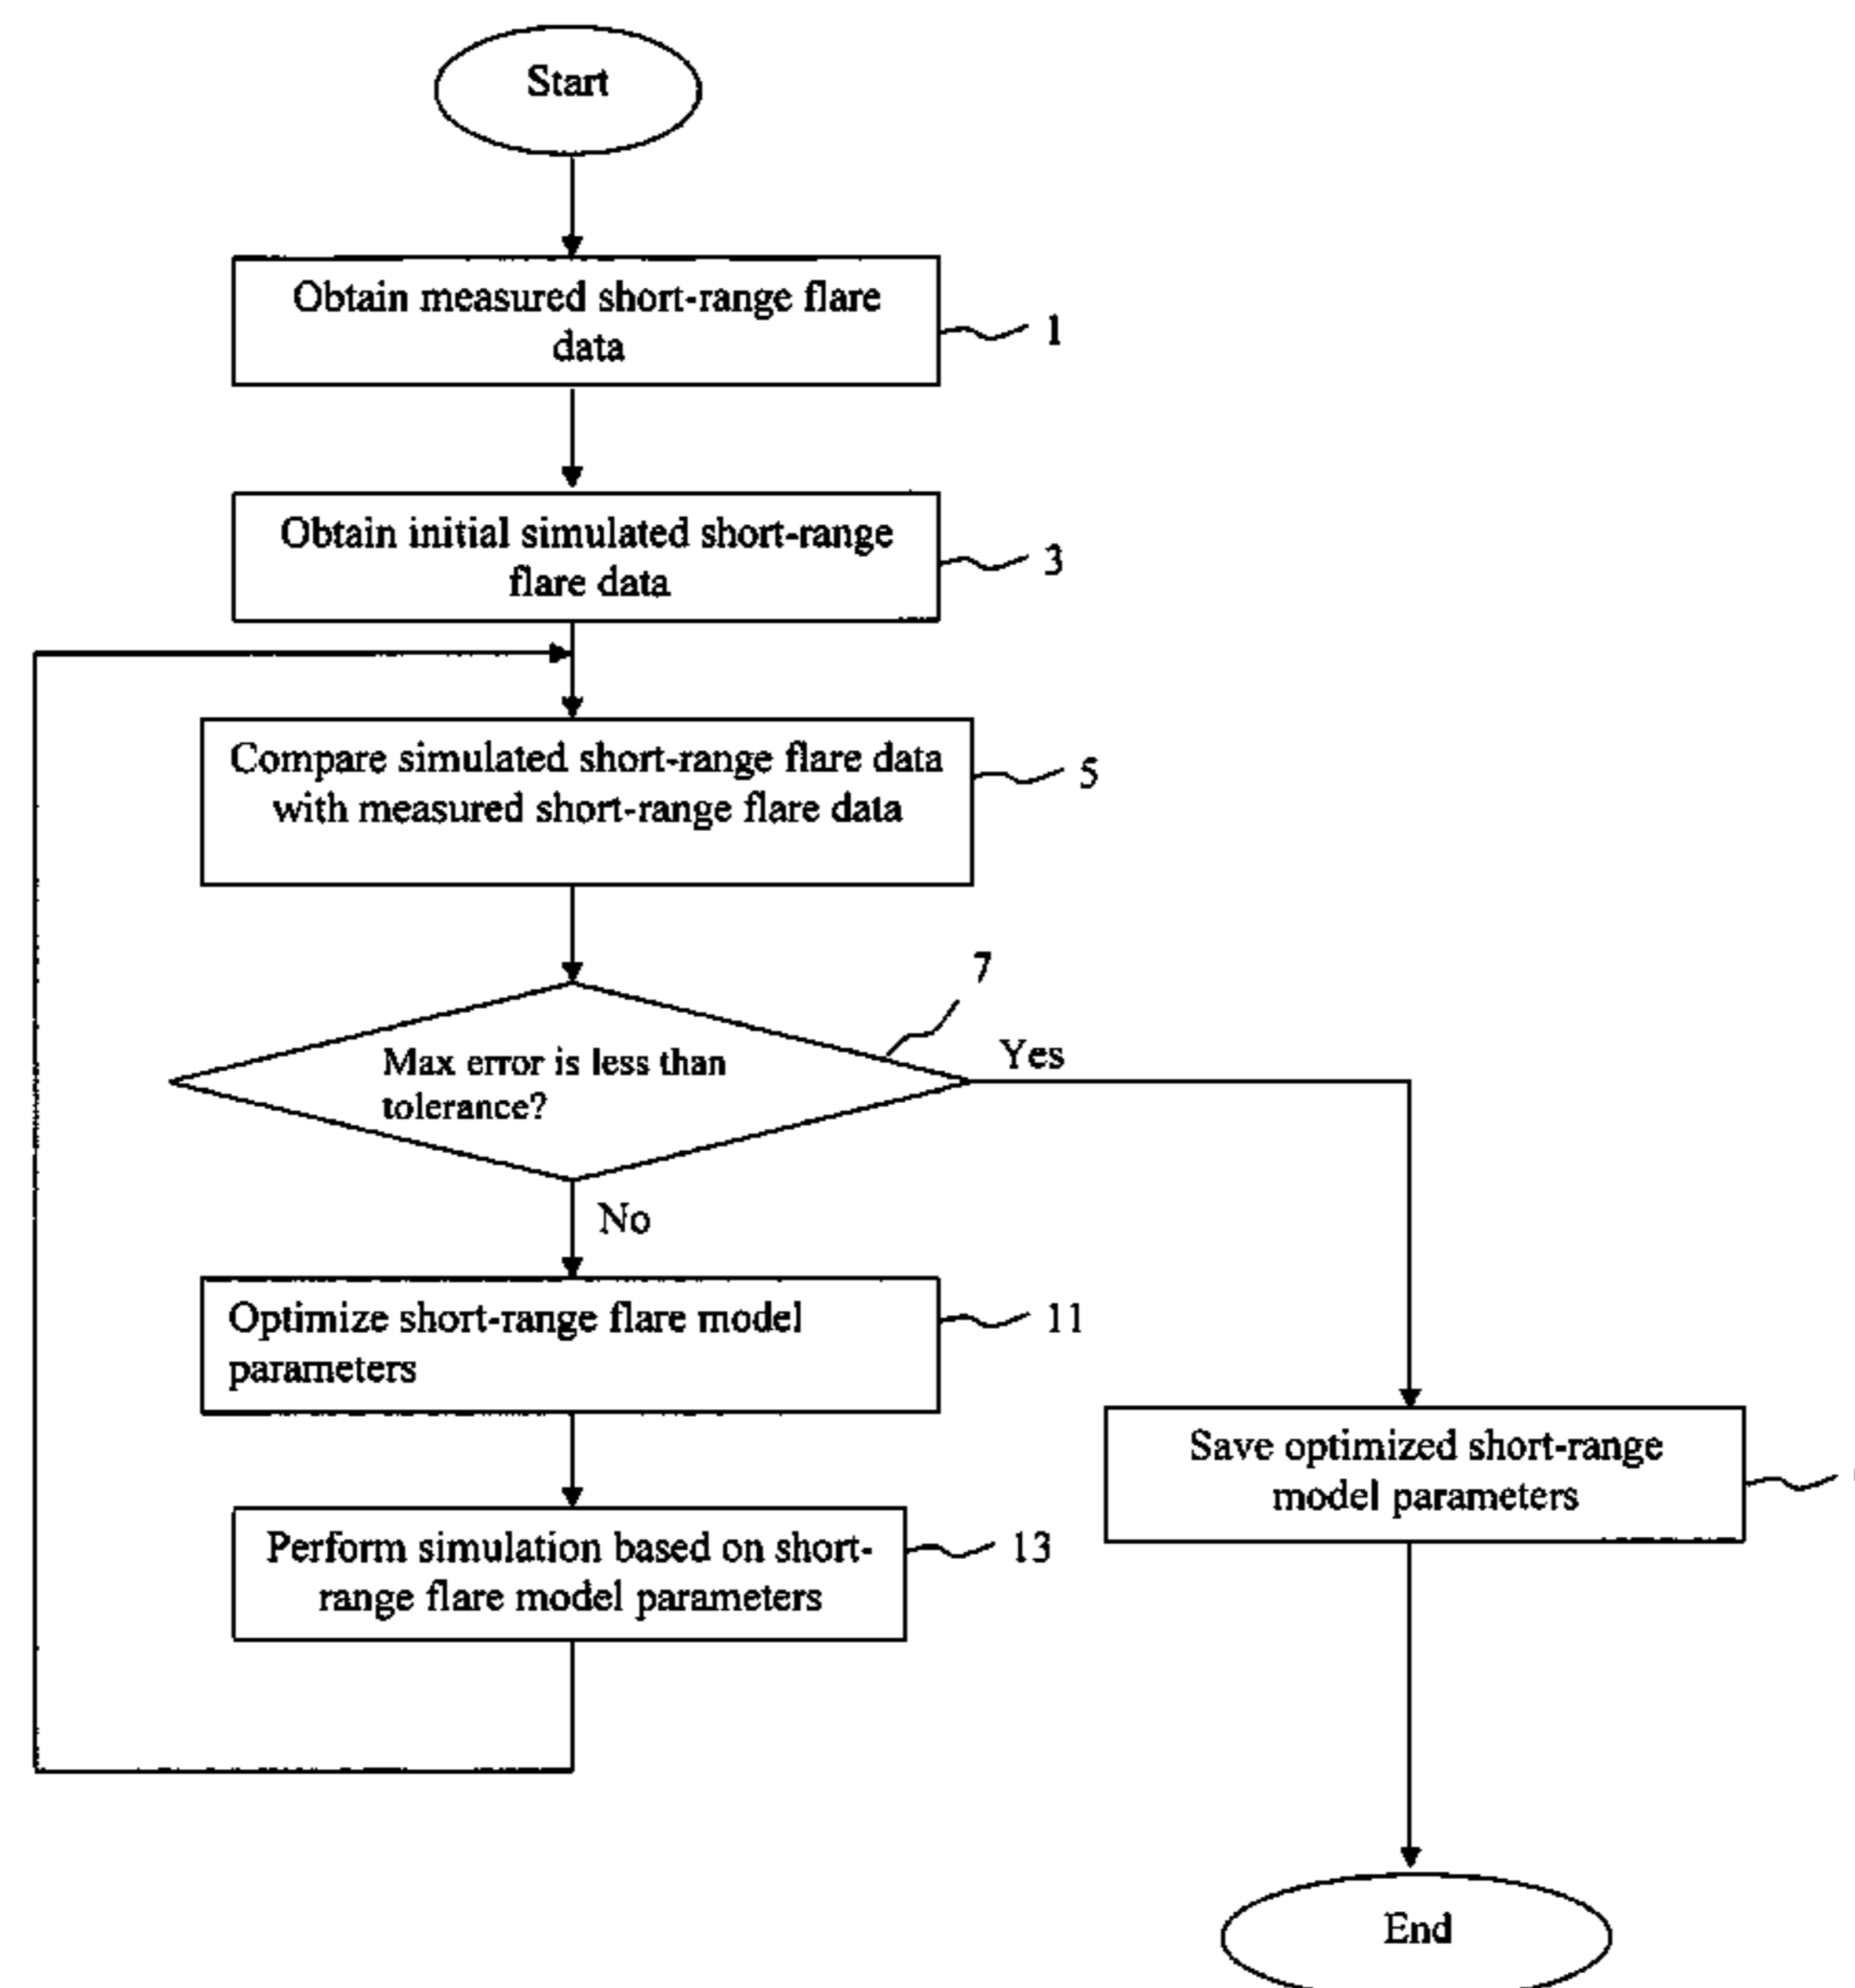 Start
Obtain measured short-range flare
data
1
Obtain initial simulated short-range
flare data
3
Compare simulated short-range flare data
with measured short-range flare data
5
7
Max error is less than
tolerance?
Yes
No
Optimize short-range flare model
parameters
11
Save optimized short-range
model parameters
Perform simulation based on short-
range flare model parameters
13
End